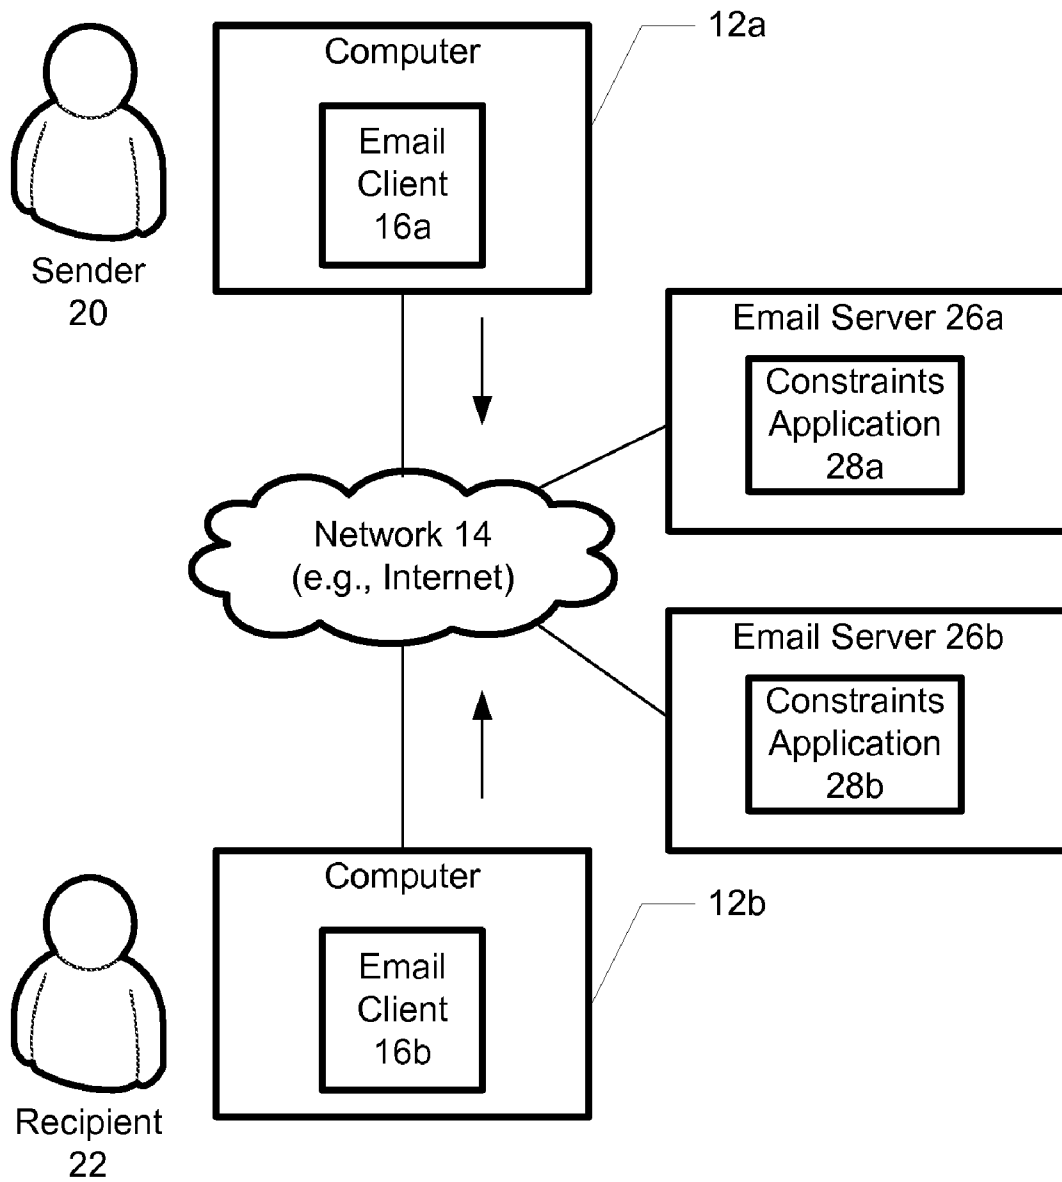 Computer
12a
Email
Client
16a
Sender
20
Email Server 26a
Constraints
Application
28a
Network 14
(e.g., Internet)
Email Server 26b
Constraints
Application
28b
Computer
12b
Email
Client
16b
Recipient
22